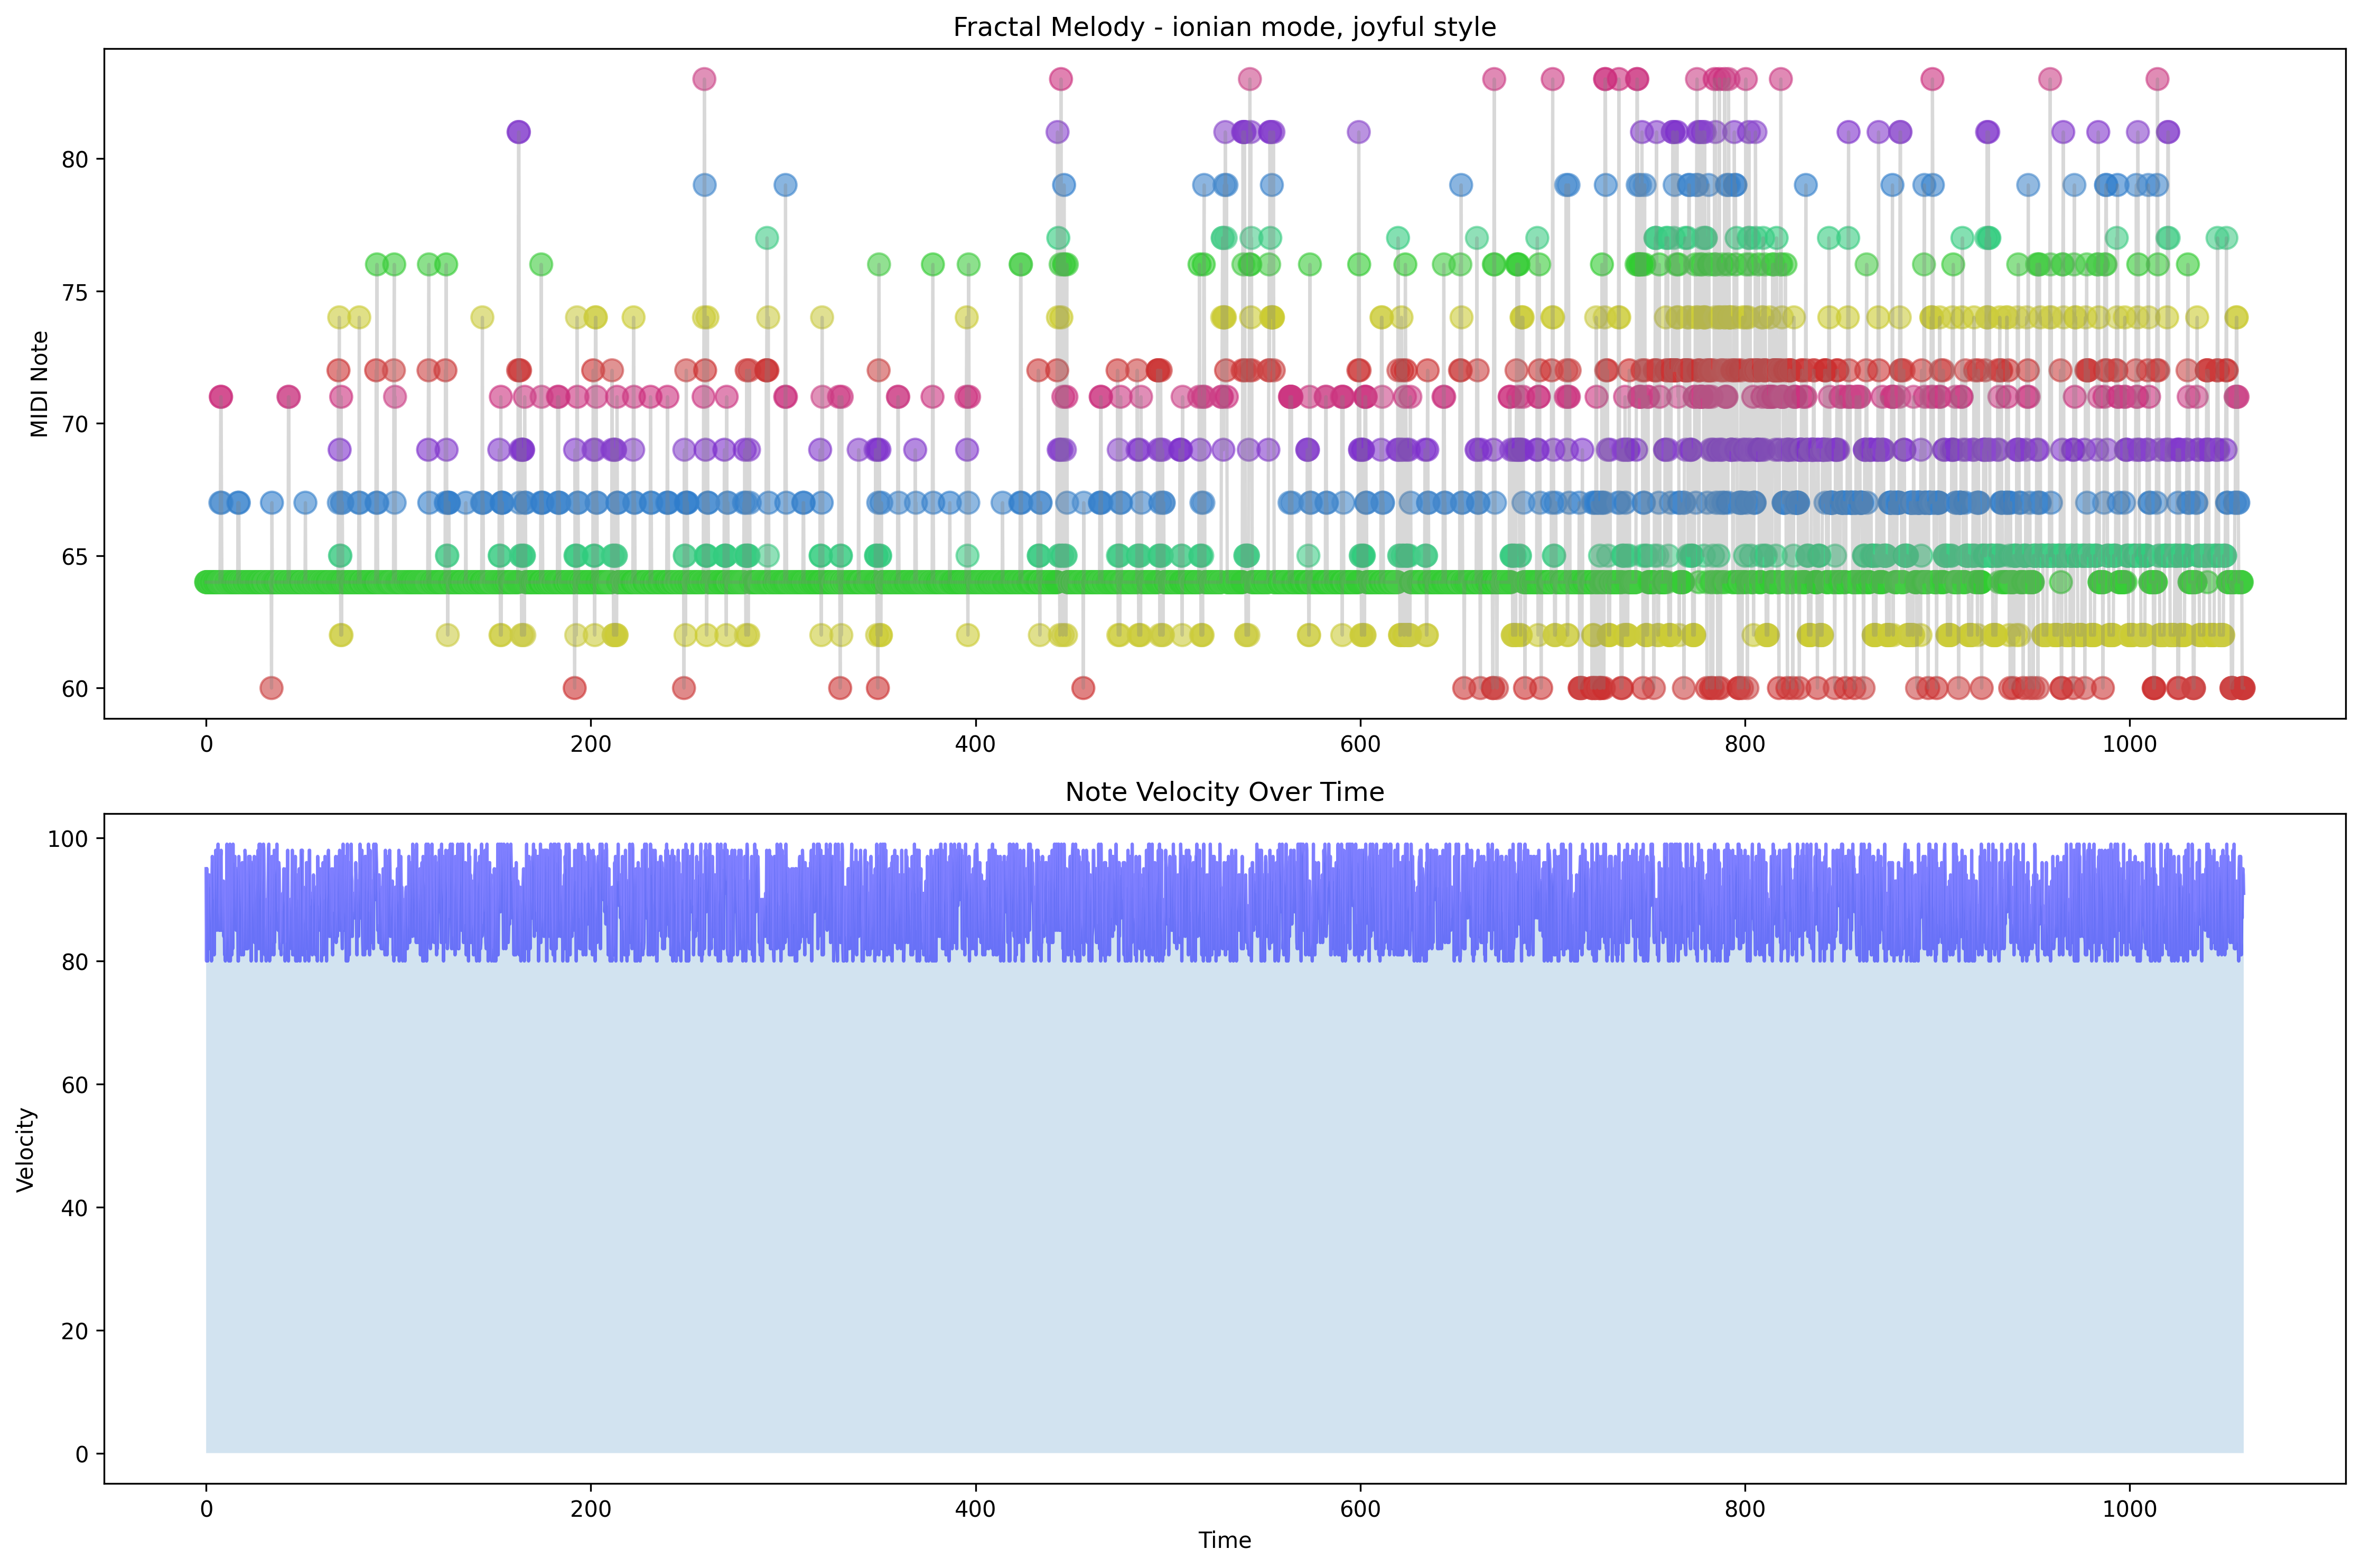 Fractal Melody - ionian mode, joyful style
MIDI Note
80
75
70
65
60
0 200 400 600 800 1000
Note Velocity Over Time
Velocity
100
80
60
40
20
0
0 200 400 600 800 1000
Time